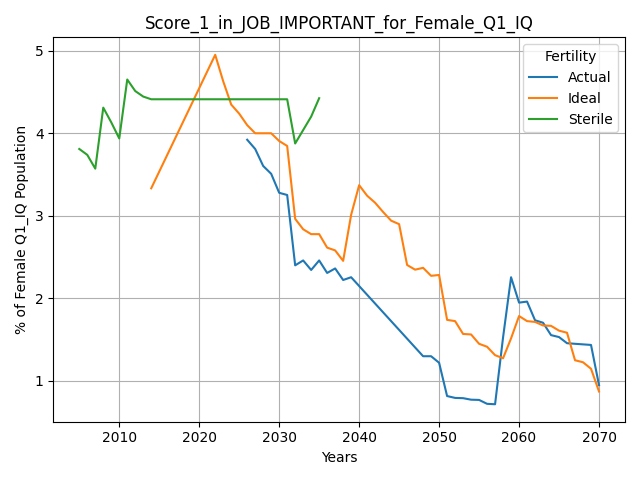 Score_1_in_JOB_IMPORTANT_for_Female_Q1_IQ
Fertility
Actual
Ideal
Sterile
% of Female Q1_IQ Population
5
4
3
2
1
2010 2020 2030 2040 2050 2060 2070
Years